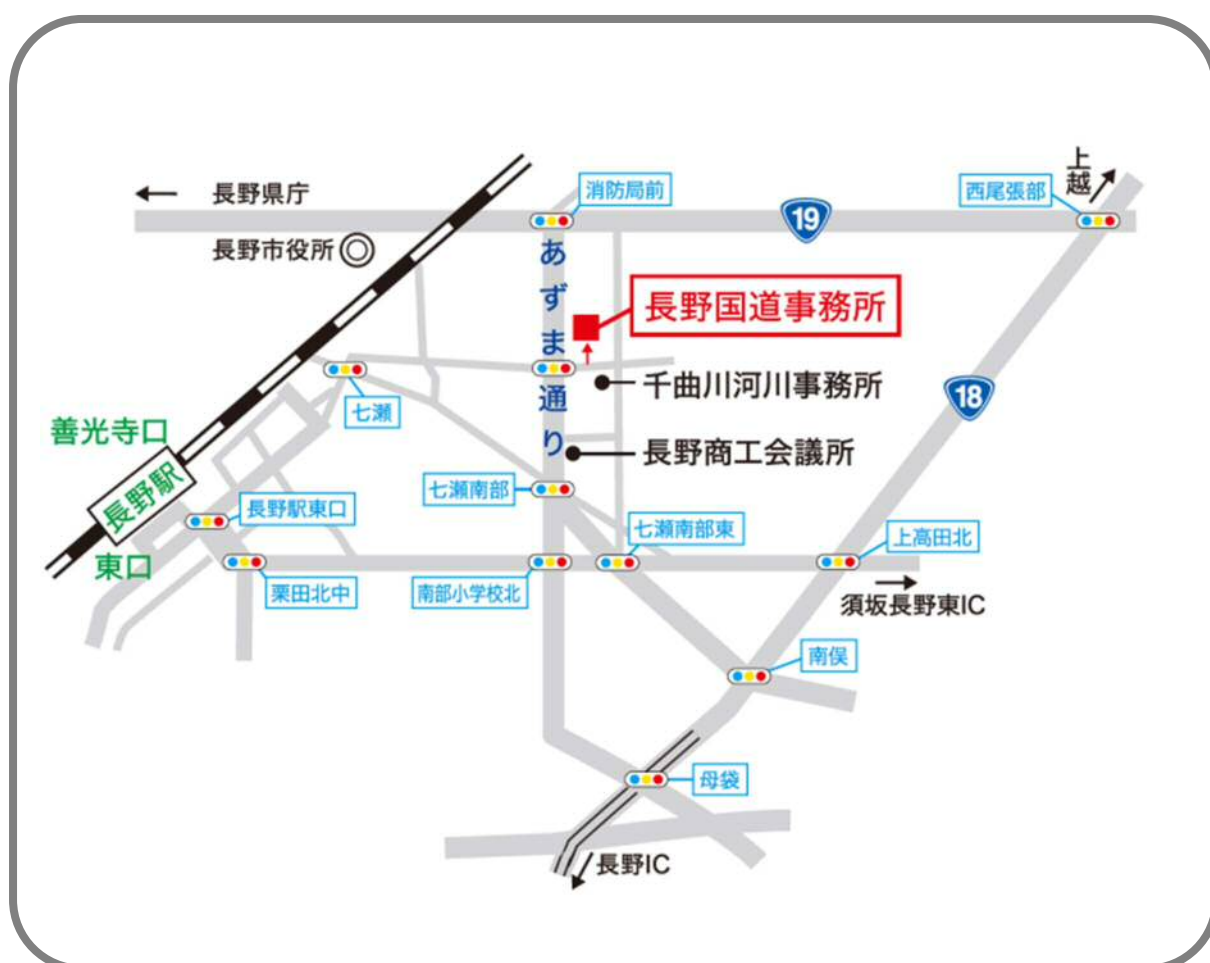 上越
長野県庁
消防局前
西尾張部
19
長野市役所
あずま通り
長野国道事務所
千曲川河川事務所
18
七瀬
善光寺口
長野商工会議所
長野駅
七瀬南部
長野駅東口
七瀬南部東
上高田北
東口
栗田北中
南部小学校北
須坂長野東IC
南俣
母袋
長野IC